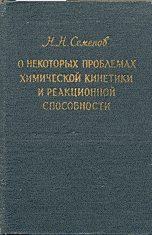 Н. Н. Семенов
О НЕКОТОРЫХ ПРОБЛЕМАХ
ХИМИЧЕСКОЙ КИНЕТИКИ
И РЕАКЦИОННОЙ
СПОСОБНОСТИ